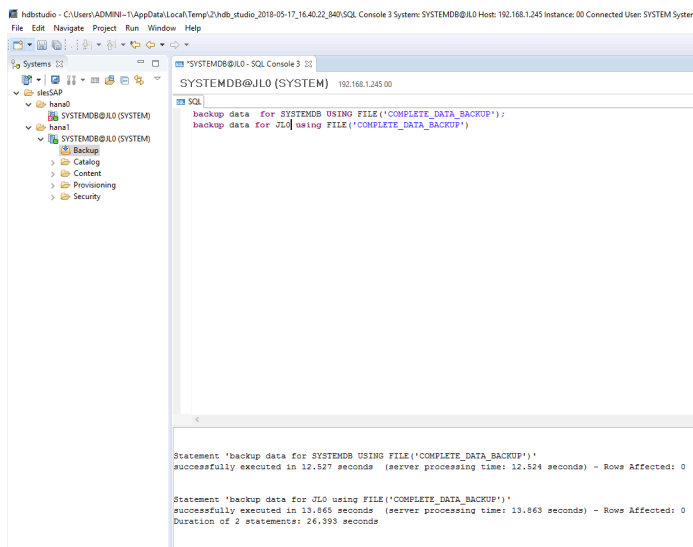 hdbstudio - C:\Users\ADMINI~1\AppData\Local\Temp\2\hdb_studio_2018-05-17_16.40.22_840\SQL Console 3 System: SYSTEMDB@JL0 Host: 192.168.1.245 Instance: 00 Connected User: SYSTEM System
File Edit Navigate Project Run Window Help
Systems
slesSAP
hana0
SYSTEMDB@JL0 (SYSTEM)
hana1
SYSTEMDB@JL0 (SYSTEM)
Backup
Catalog
Content
Provisioning
Security
*SYSTEMDB@JL0 - SQL Console 3
SYSTEMDB@JL0 (SYSTEM) 192.168.1.245 00
SQL
backup data for SYSTEMDB USING FILE('COMPLETE_DATA_BACKUP');
backup data for JL0 using FILE('COMPLETE_DATA_BACKUP')
Statement 'backup data for SYSTEMDB USING FILE('COMPLETE_DATA_BACKUP')'
successfully executed in 12.527 seconds (server processing time: 12.524 seconds) - Rows Affected: 0
Statement 'backup data for JL0 using FILE('COMPLETE_DATA_BACKUP')'
successfully executed in 13.865 seconds (server processing time: 13.863 seconds) - Rows Affected: 0
Duration of 2 statements: 26.393 seconds